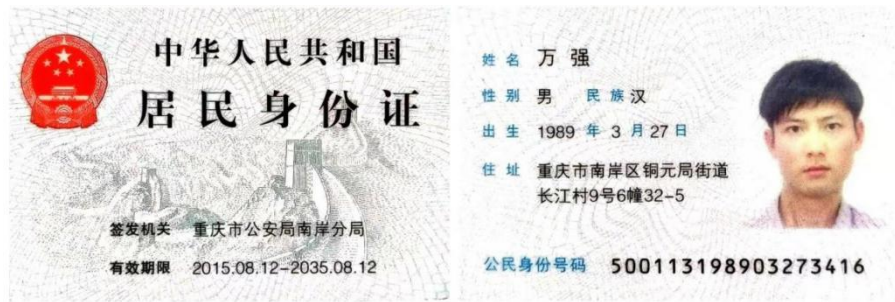 中华人民共和国
居民身份证
签发机关 重庆市公安局南岸分局
有效期限 2015.08.12-2035.08.12
姓名 万强
性别 男 民族 汉
出生 1989 年 3 月 27 日
住址 重庆市南岸区铜元局街道
长江村9号6幢32-5
公民身份号码 500113198903273416